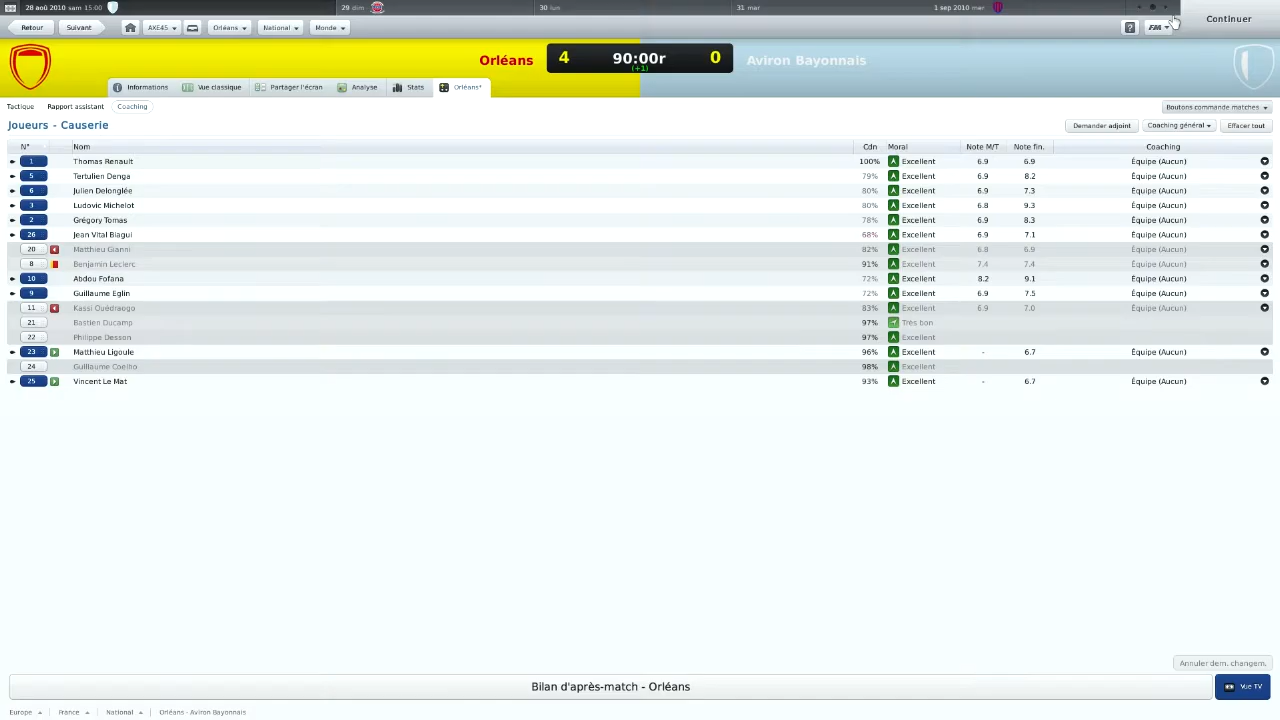 28 aoû 2010 sam 15:00 29 dim 30 lun 31 mar 1 sep 2010 mer
Continuer
Retour Suivant AXE45 Orléans National Monde ? FM
Orléans 4 90:00r 0 Aviron Bayonnais
(+1)
Informations Vue classique Partager l'écran Analyse Stats Orléans*
Tactique Rapport assistant Coaching Boutons commande matches
Joueurs - Causerie Demander adjoint Coaching général Effacer tout
N° Nom Cdn Moral Note M/T Note fin. Coaching
1 Thomas Renault 100% Excellent 6.9 6.9 Équipe (Aucun)
5 Tertulien Denga 79% Excellent 6.9 8.2 Équipe (Aucun)
6 Julien Delonglée 80% Excellent 6.9 7.3 Équipe (Aucun)
3 Ludovic Michelot 80% Excellent 6.8 9.3 Équipe (Aucun)
2 Grégory Tomas 78% Excellent 6.9 8.3 Équipe (Aucun)
26 Jean Vital Biagui 68% Excellent 6.9 7.1 Équipe (Aucun)
20 Matthieu Gianni 82% Excellent 6.8 6.9 Équipe (Aucun)
8 Benjamin Leclerc 91% Excellent 7.4 7.4 Équipe (Aucun)
10 Abdou Fofana 72% Excellent 8.2 9.1 Équipe (Aucun)
9 Guillaume Eglin 72% Excellent 6.9 7.5 Équipe (Aucun)
11 Kassi Ouédraogo 83% Excellent 6.9 7.0 Équipe (Aucun)
21 Bastien Ducamp 97% Très bon
22 Philippe Desson 97% Excellent
23 Matthieu Ligoule 96% Excellent - 6.7 Équipe (Aucun)
24 Guillaume Coelho 98% Excellent
25 Vincent Le Mat 93% Excellent - 6.7 Équipe (Aucun)
Annuler dern. changem.
Bilan d'après-match - Orléans Vue TV
Europe France National Orléans - Aviron Bayonnais